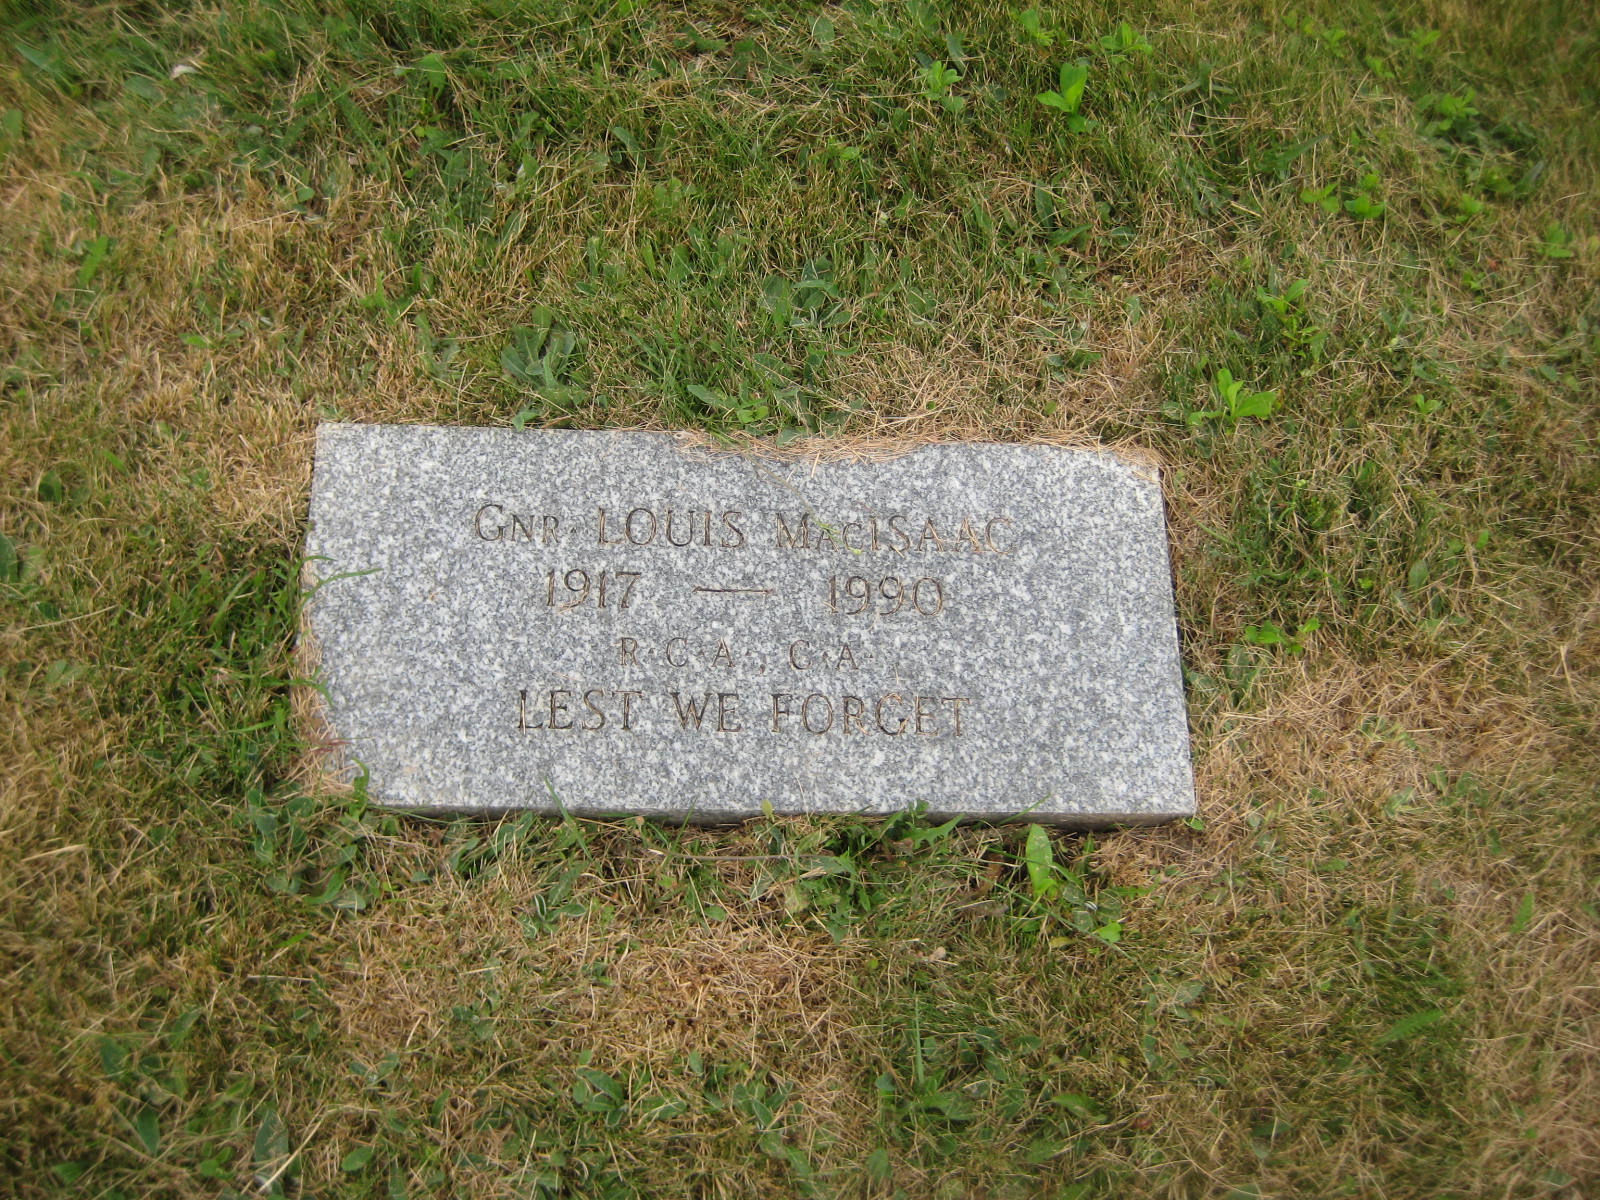 Gnr. LOUIS MacISAAC
1917 — 1990
R.C.A., C.A.
LEST WE FORGET